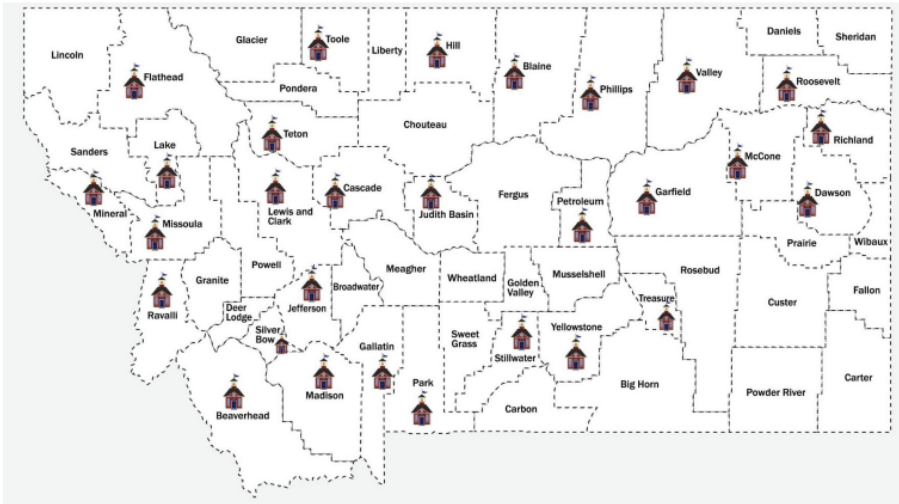 Lincoln
Flathead
Glacier
Toole
Liberty
Hill
Blaine
Phillips
Valley
Daniels
Sheridan
Roosevelt
Pondera
Teton
Chouteau
Richland
Sanders
Lake
Mineral
Missoula
Lewis and
Clark
Cascade
Judith Basin
Fergus
Petroleum
Garfield
McCone
Dawson
Prairie
Wibaux
Powell
Granite
Ravalli
Deer
Lodge
Silver
Bow
Jefferson
Broadwater
Meagher
Wheatland
Golden
Valley
Musselshell
Rosebud
Treasure
Custer
Fallon
Beaverhead
Madison
Gallatin
Park
Sweet
Grass
Stillwater
Yellowstone
Carbon
Big Horn
Powder River
Carter